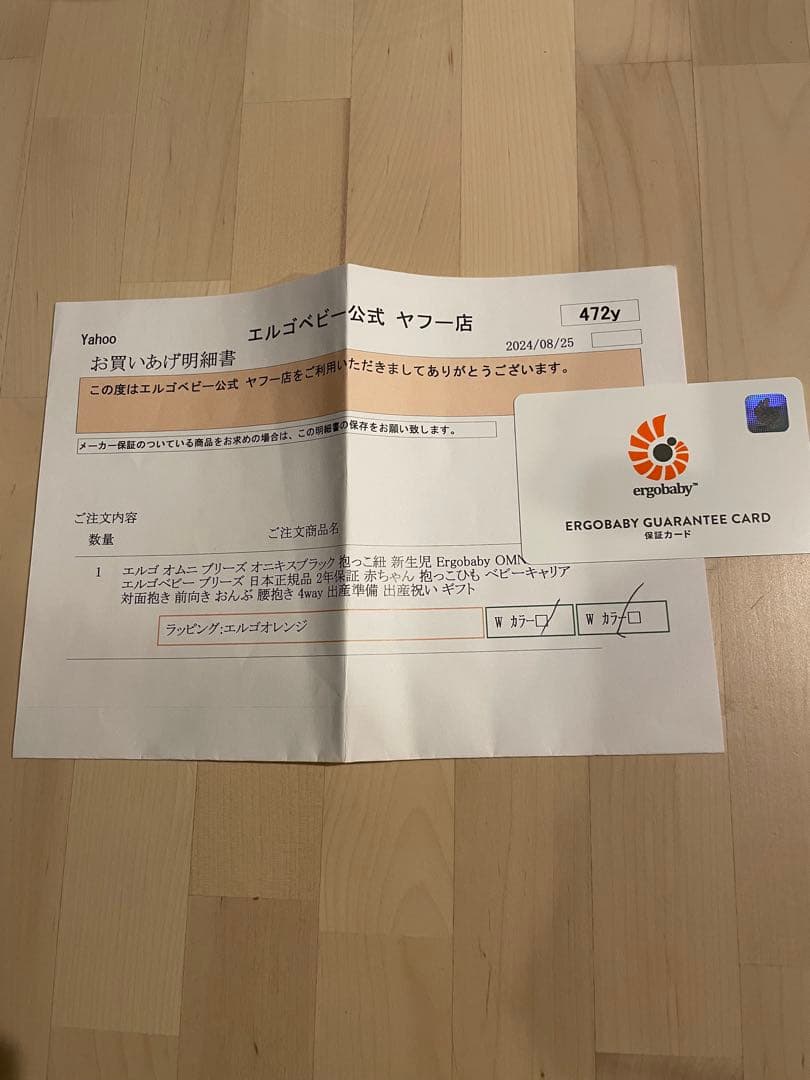 Yahoo
エルゴベビー公式 ヤフー店
472y
お買いあげ明細書
2024/08/25
この度はエルゴベビー公式 ヤフー店をご利用いただきましてありがとうございます。
メーカー保証のついている商品をお求めの場合は、この明細書の保存をお願い致します。
ergobaby™
ERGOBABY GUARANTEE CARD
保証カード
ご注文内容
数量
ご注文商品名
1 エルゴ オムニ ブリーズ オニキスブラック 抱っこ紐 新生児 Ergobaby OMN
エルゴベビー ブリーズ 日本正規品 2年保証 赤ちゃん 抱っこひも ベビーキャリア
対面抱き 前向き おんぶ 腰抱き 4way 出産準備 出産祝い ギフト
ラッピング:エルゴオレンジ
W カラー□
W カラー□